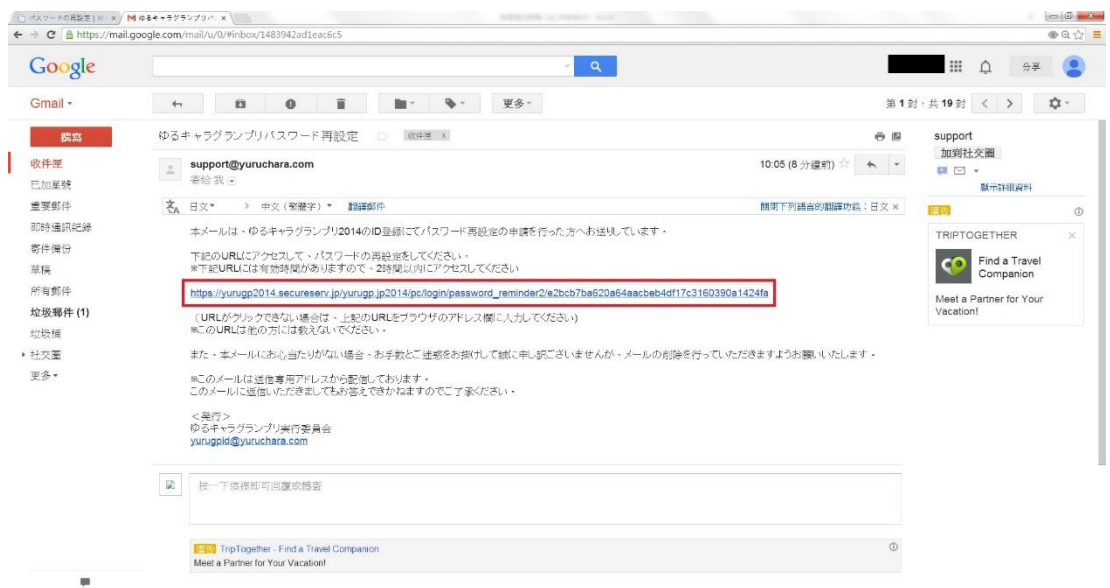 パスワードの再設定 | ゆ
ゆるキャラグランプリパ
https://mail.google.com/mail/u/0/#inbox/1483942ad1eac6c5
Google
分享
Gmail
更多
第 1 封，共 19 封
撰寫
ゆるキャラグランプリパスワード再設定
收件匣 x
support
加到社交圈
顯示詳細資料
收件匣
已加星號
重要郵件
即時通訊紀錄
寄件備份
草稿
所有郵件
垃圾郵件 (1)
垃圾桶
社交圈
更多
support@yuruchara.com
10:05 (8 分鐘前)
寄給 我
日文 > 中文（繁體字） 翻譯郵件
關閉下列語言的翻譯功能：日文 x
本メールは、ゆるキャラグランプリ2014のID登録にてパスワード再設定の申請を行った方へお送りしています。
下記のURLにアクセスして、パスワードの再設定をしてください。
※下記URLには有効時間がありますので、2時間以内にアクセスしてください
https://yurugp2014.secureserv.jp/yurugp.jp2014/pc/login/password_reminder2/e2bcb7ba620a64aacbeb4df17c3160390a1424fa
（URLがクリックできない場合は、上記のURLをブラウザのアドレス欄に入力してください)
※このURLは他の方には教えないでください。
また、本メールにお心当たりがない場合、お手数とご迷惑をお掛けして誠に申し訳ございませんが、メールの削除を行っていただきますようお願いいたします。
※このメールは送信専用アドレスから配信しております。
このメールに返信いただきましてもお答えできかねますのでご了承ください。
＜発行＞
ゆるキャラグランプリ実行委員会
yurugpid@yuruchara.com
廣告
TRIPTOGETHER
Find a Travel
Companion
Meet a Partner for Your
Vacation!
按一下這裡即可回覆或轉寄
廣告 TripTogether - Find a Travel Companion
Meet a Partner for Your Vacation!